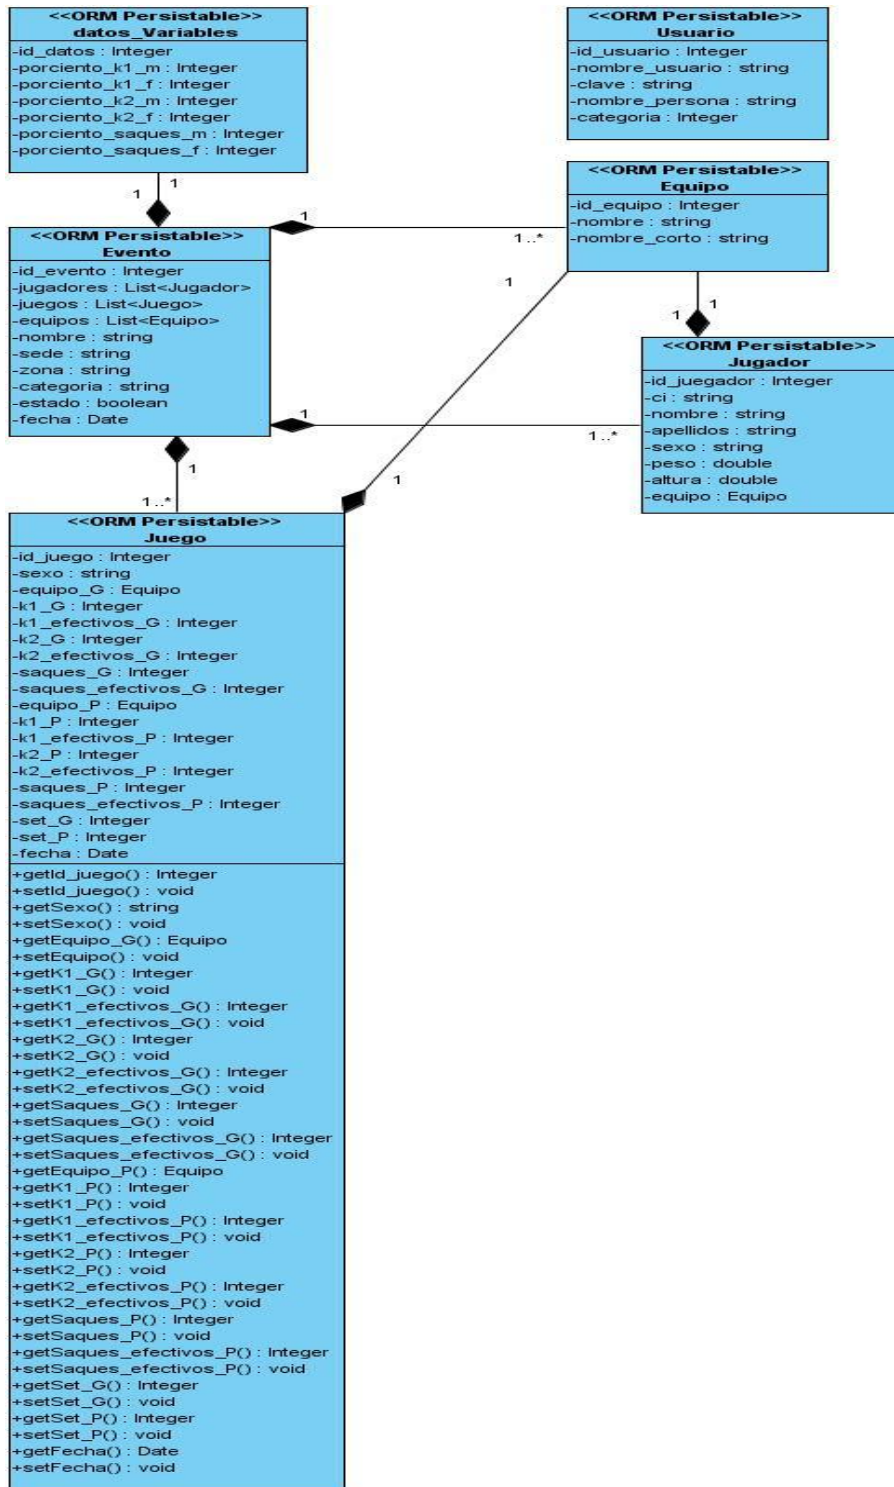 <<ORM Persistable>>
datos_Variables
-id_datos : Integer
-porciento_k1_m : Integer
-porciento_k1_f : Integer
-porciento_k2_m : Integer
-porciento_k2_f : Integer
-porciento_saques_m : Integer
-porciento_saques_f : Integer
<<ORM Persistable>>
Usuario
-id_usuario : Integer
-nombre_usuario : string
-clave : string
-nombre_persona : string
-categoria : Integer
1
1
<<ORM Persistable>>
Equipo
-id_equipo : Integer
-nombre : string
-nombre_corto : string
1
1..*
<<ORM Persistable>>
Evento
-id_evento : Integer
-jugadores : List<Jugador>
-juegos : List<Juego>
-equipos : List<Equipo>
-nombre : string
-sede : string
-zona : string
-categoria : string
-estado : boolean
-fecha : Date
1
1
1
<<ORM Persistable>>
Jugador
-id_juegador : Integer
-ci : string
-nombre : string
-apellidos : string
-sexo : string
-peso : double
-altura : double
-equipo : Equipo
1
1..*
1
1..*
1
<<ORM Persistable>>
Juego
-id_juego : Integer
-sexo : string
-equipo_G : Equipo
-k1_G : Integer
-k1_efectivos_G : Integer
-k2_G : Integer
-k2_efectivos_G : Integer
-saques_G : Integer
-saques_efectivos_G : Integer
-equipo_P : Equipo
-k1_P : Integer
-k1_efectivos_P : Integer
-k2_P : Integer
-k2_efectivos_P : Integer
-saques_P : Integer
-saques_efectivos_P : Integer
-set_G : Integer
-set_P : Integer
-fecha : Date
+getId_juego() : Integer
+setId_juego() : void
+getSexo() : string
+setSexo() : void
+getEquipo_G() : Equipo
+setEquipo() : void
+getK1_G() : Integer
+setK1_G() : void
+getK1_efectivos_G() : Integer
+setK1_efectivos_G() : void
+getK2_G() : Integer
+setK2_G() : void
+getK2_efectivos_G() : Integer
+setK2_efectivos_G() : void
+getSaques_G() : Integer
+setSaques_G() : void
+getSaques_efectivos_G() : Integer
+setSaques_efectivos_G() : void
+getEquipo_P() : Equipo
+getK1_P() : Integer
+setK1_P() : void
+getK1_efectivos_P() : Integer
+setK1_efectivos_P() : void
+getK2_P() : Integer
+setK2_P() : void
+getK2_efectivos_P() : Integer
+setK2_efectivos_P() : void
+getSaques_P() : Integer
+setSaques_P() : void
+getSaques_efectivos_P() : Integer
+setSaques_efectivos_P() : void
+getSet_G() : Integer
+setSet_G() : void
+getSet_P() : Integer
+setSet_P() : void
+getFecha() : Date
+setFecha() : void